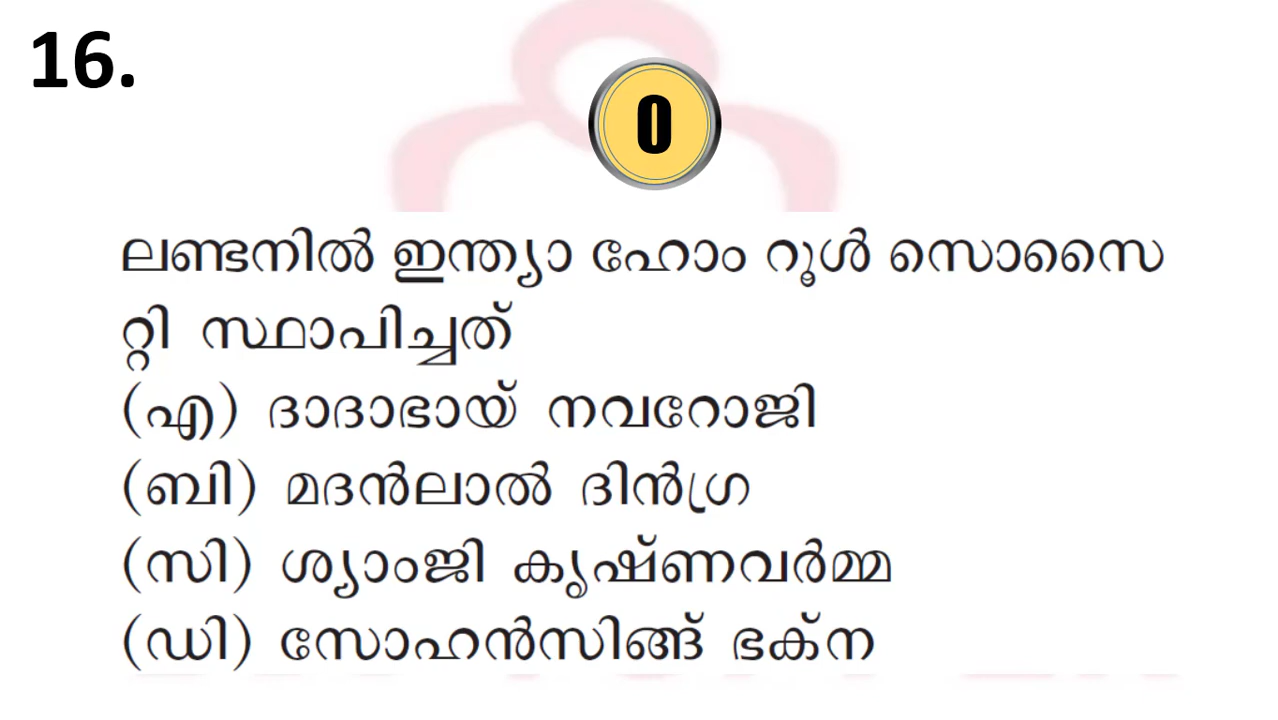 16.
0
ലണ്ടനിൽ ഇന്ത്യാ ഹോം റൂൾ സൊസൈ
റ്റി സ്ഥാപിച്ചത്
(എ) ദാദാഭായ് നവറോജി
(ബി) മദൻലാൽ ദിൻഗ്ര
(സി) ശ്യാംജി കൃഷ്ണവർമ്മ
(ഡി) സോഹൻസിങ്ങ് ഭക്ന